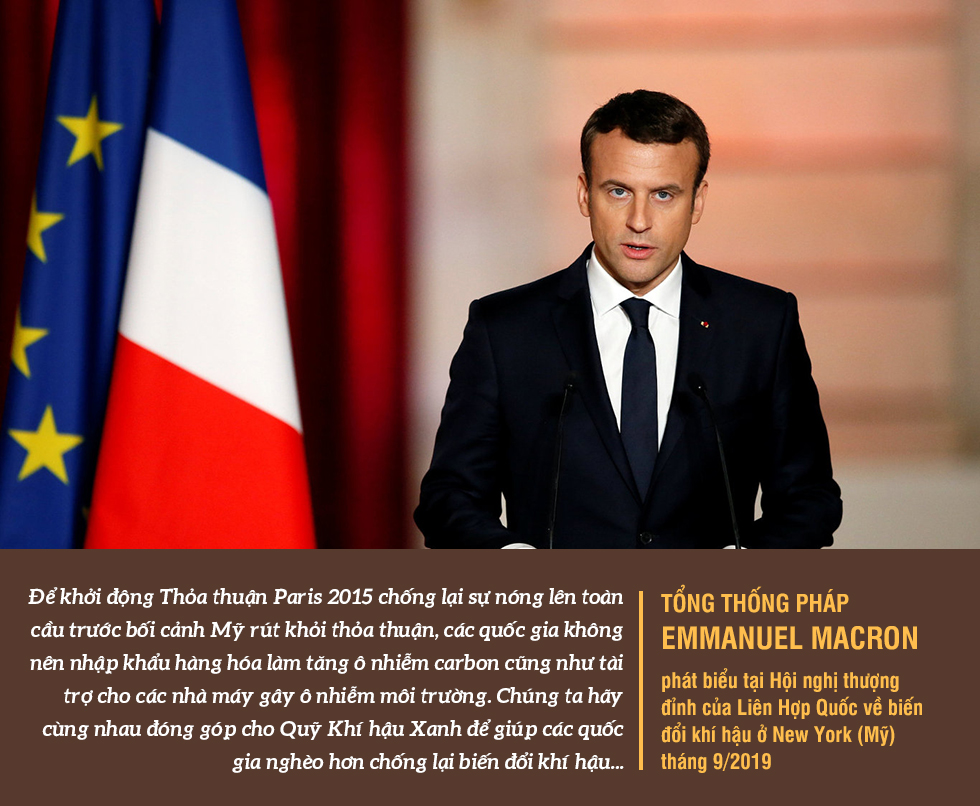 Để khởi động Thỏa thuận Paris 2015 chống lại sự nóng lên toàn
cầu trước bối cảnh Mỹ rút khỏi thỏa thuận, các quốc gia không
nên nhập khẩu hàng hóa làm tăng ô nhiễm carbon cũng như tài
trợ cho các nhà máy gây ô nhiễm môi trường. Chúng ta hãy
cùng nhau đóng góp cho Quỹ Khí hậu Xanh để giúp các quốc
gia nghèo hơn chống lại biến đổi khí hậu...
TỔNG THỐNG PHÁP
EMMANUEL MACRON
phát biểu tại Hội nghị thượng
đỉnh của Liên Hợp Quốc về biến
đổi khí hậu ở New York (Mỹ)
tháng 9/2019